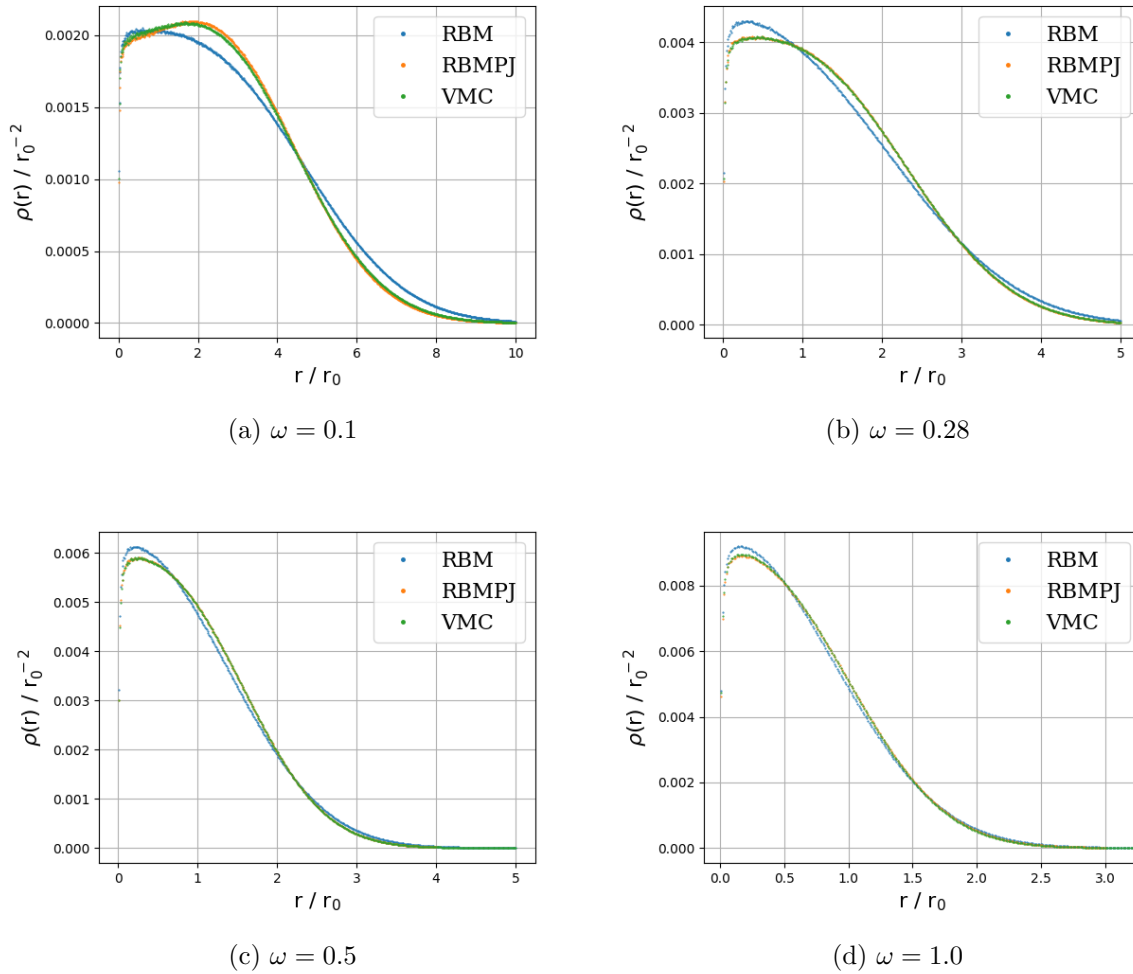 0.0020
0.0015
0.0010
0.0005
0.0000
ρ(r) / r₀⁻²
RBM
RBMPJ
VMC
0 2 4 6 8 10
r / r₀
(a) ω = 0.1
0.004
0.003
0.002
0.001
0.000
ρ(r) / r₀⁻²
RBM
RBMPJ
VMC
0 1 2 3 4 5
r / r₀
(b) ω = 0.28
0.006
0.005
0.004
0.003
0.002
0.001
0.000
ρ(r) / r₀⁻²
RBM
RBMPJ
VMC
0 1 2 3 4 5
r / r₀
(c) ω = 0.5
0.008
0.006
0.004
0.002
0.000
ρ(r) / r₀⁻²
RBM
RBMPJ
VMC
0.0 0.5 1.0 1.5 2.0 2.5 3.0
r / r₀
(d) ω = 1.0